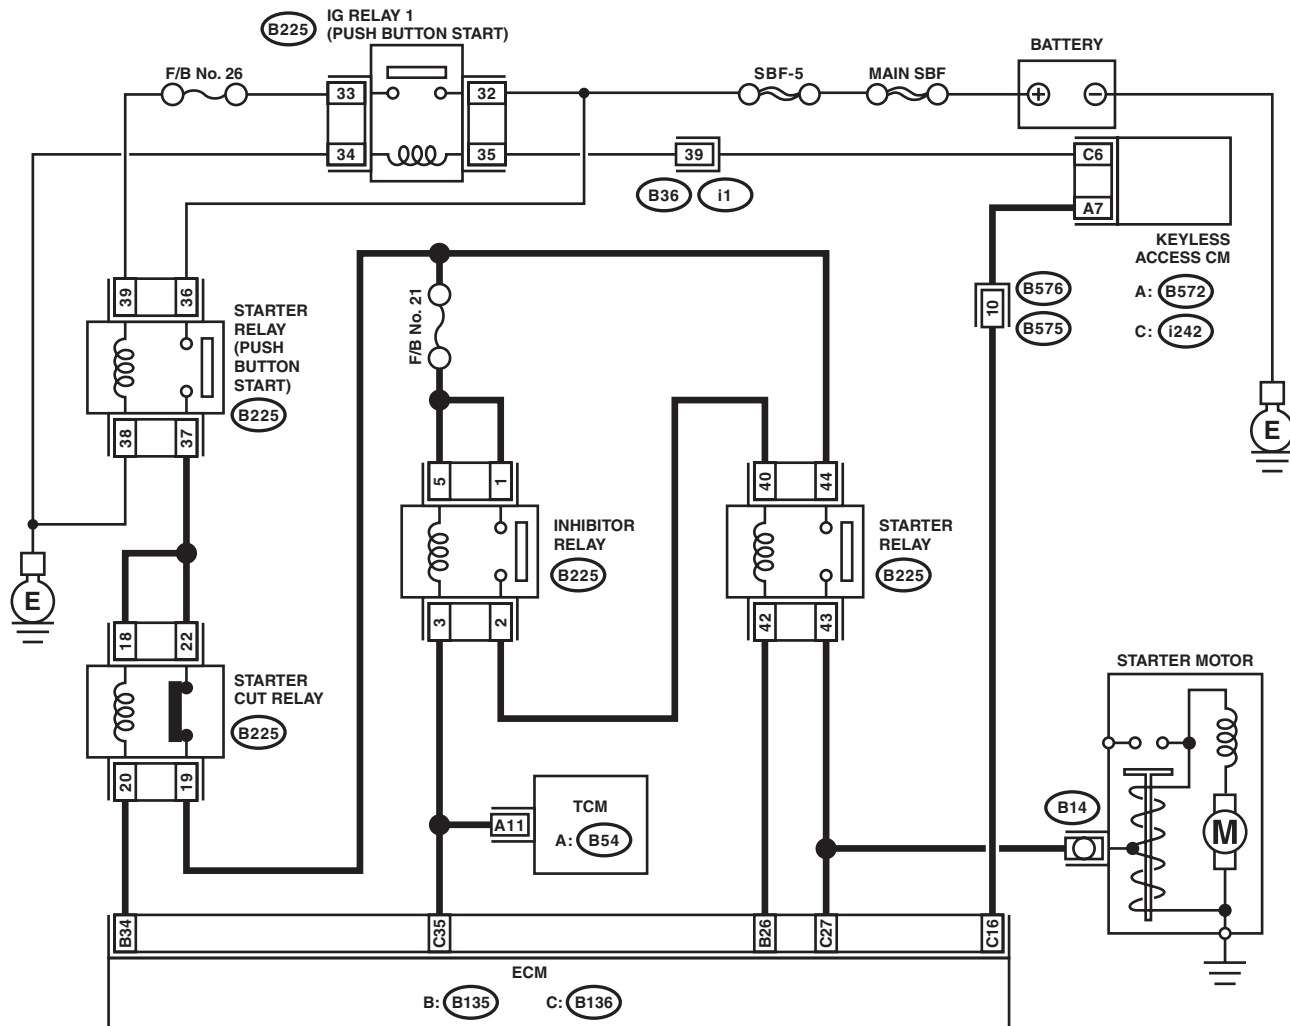 IG RELAY 1
B225
(PUSH BUTTON START)
BATTERY
F/B No. 26
SBF-5
MAIN SBF
33
32
34
35
39
C6
B36
i1
A7
KEYLESS
ACCESS CM
A: B572
C: i242
B576
B575
10
39
36
STARTER
RELAY
(PUSH
BUTTON
START)
B225
38
37
F/B No. 21
E
5
1
INHIBITOR
RELAY
B225
3
2
40
44
STARTER
RELAY
B225
42
43
E
18
22
STARTER
CUT RELAY
B225
20
19
STARTER MOTOR
B14
M
TCM
A11
A: B54
B34
C35
B26
C27
C16
ECM
B: B135
C: B136